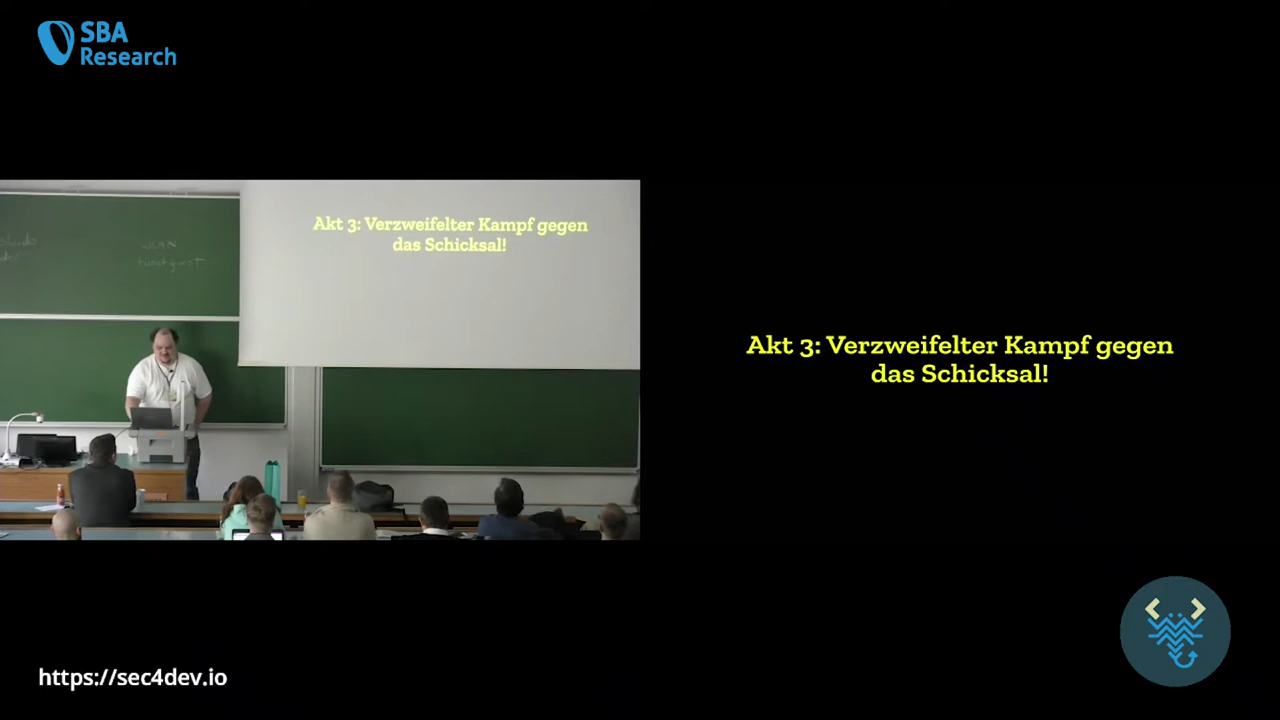 SBA
Research
Akt 3: Verzweifelter Kampf gegen
das Schicksal!
Akt 3: Verzweifelter Kampf gegen
das Schicksal!
https://sec4dev.io